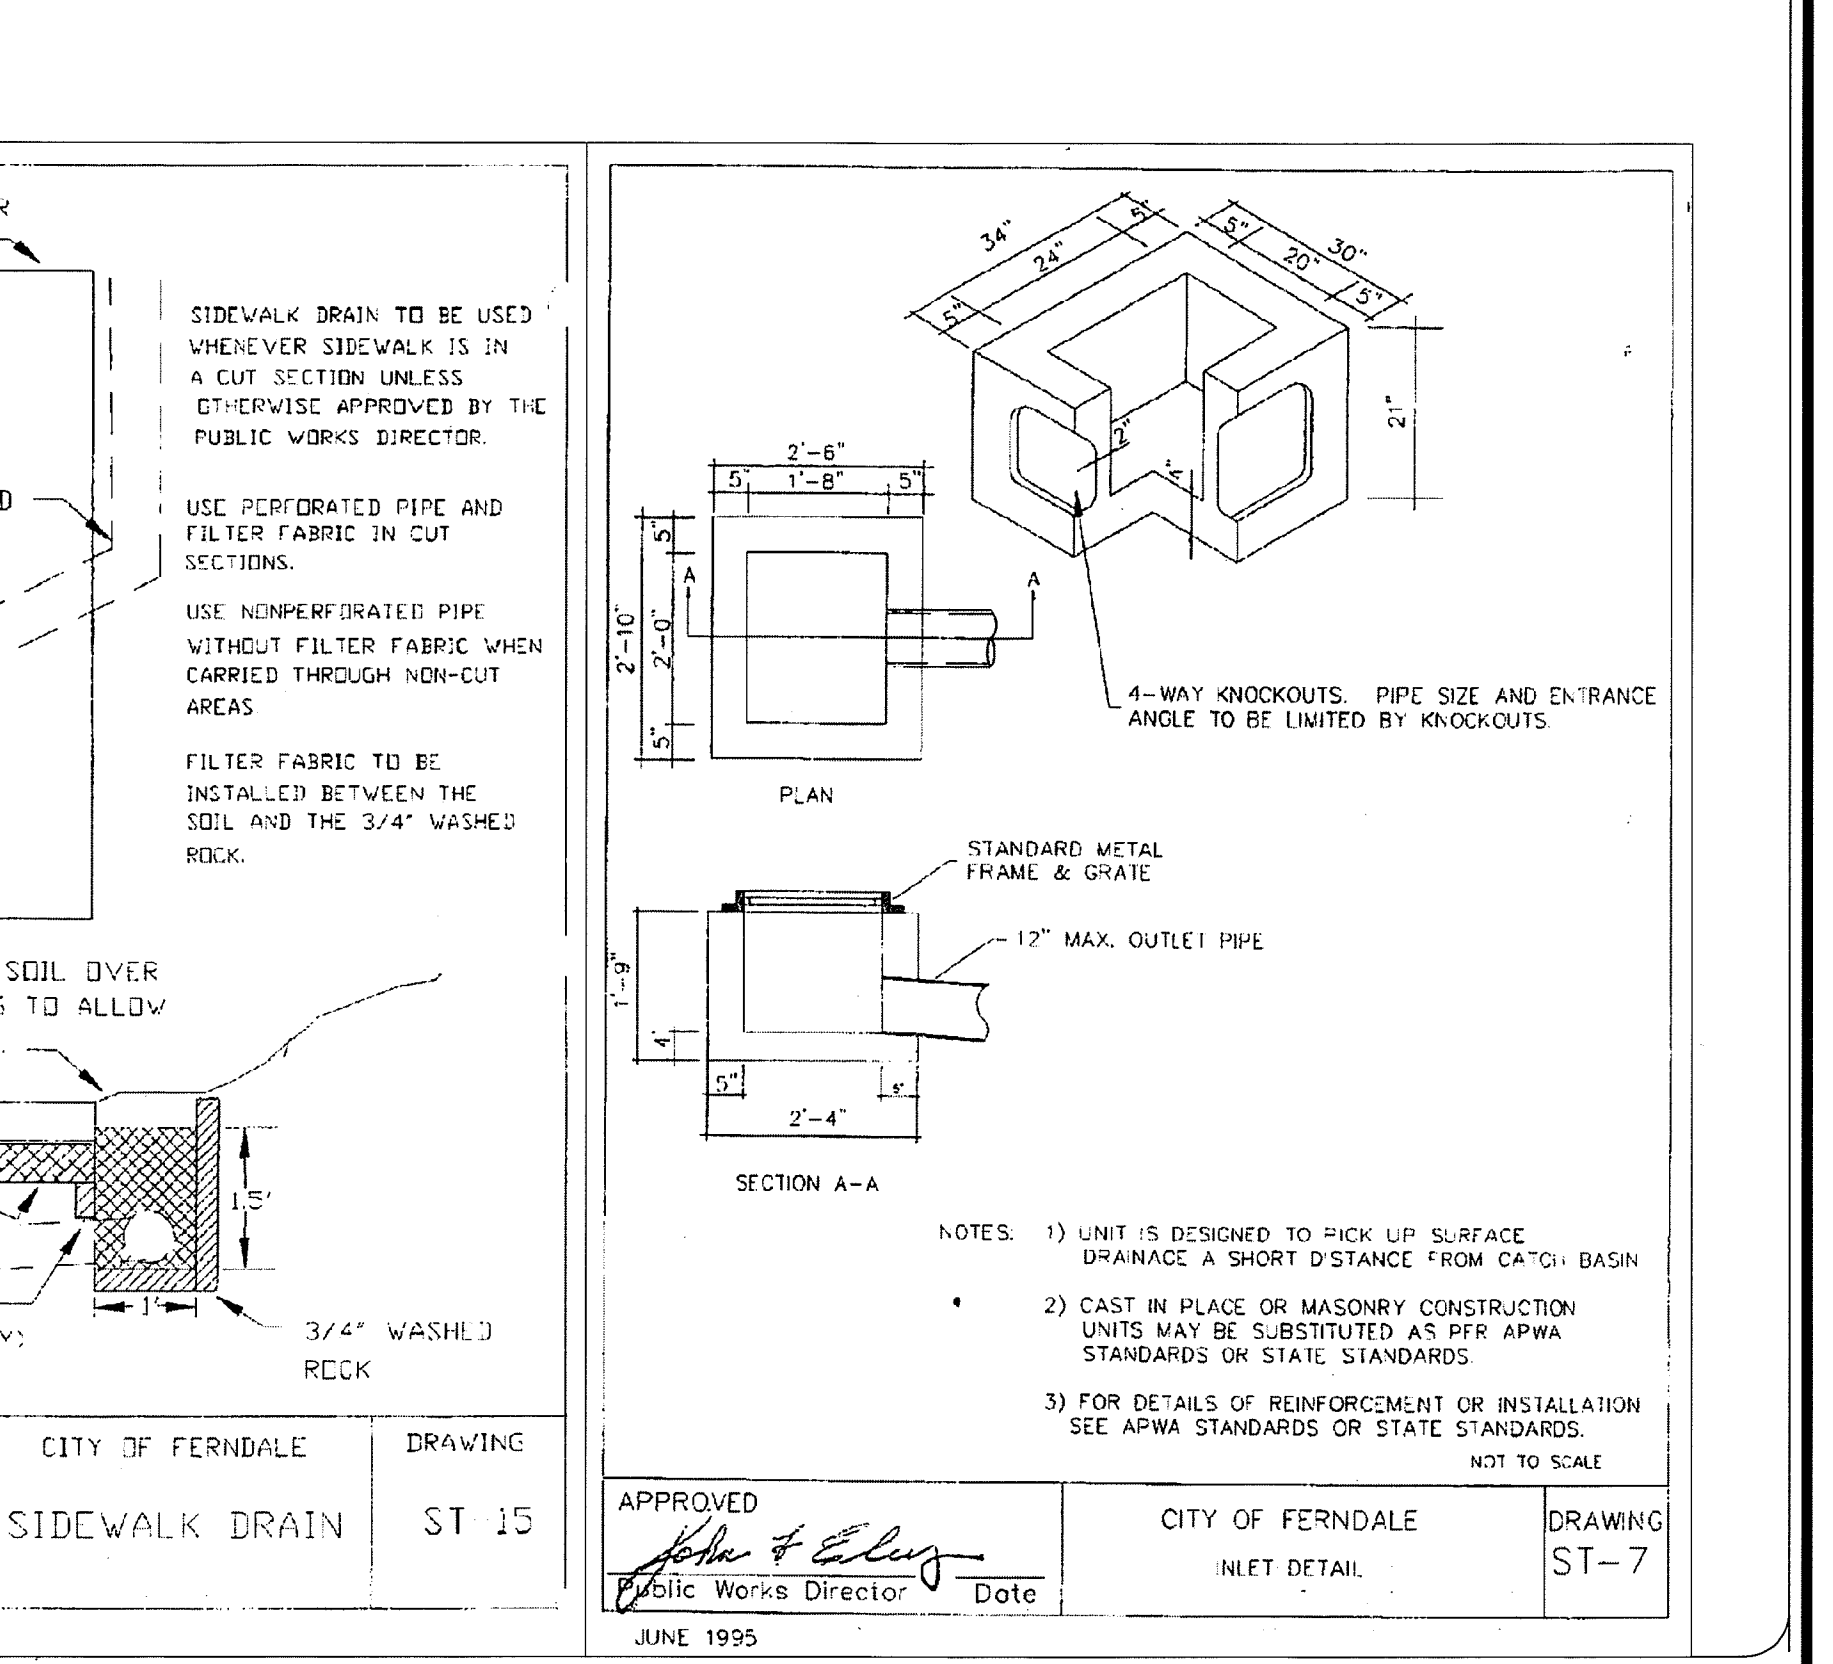 R
SIDEWALK DRAIN TO BE USED
WHENEVER SIDEWALK IS IN
A CUT SECTION UNLESS
OTHERWISE APPROVED BY THE
PUBLIC WORKS DIRECTOR.
D
USE PERFORATED PIPE AND
FILTER FABRIC IN CUT
SECTIONS.
USE NONPERFORATED PIPE
WITHOUT FILTER FABRIC WHEN
CARRIED THROUGH NON-CUT
AREAS
FILTER FABRIC TO BE
INSTALLED BETWEEN THE
SOIL AND THE 3/4" WASHED
ROCK.
SOIL OVER
TO ALLOW
1.5'
1'
3/4" WASHED
ROCK
CITY OF FERNDALE
SIDEWALK DRAIN
DRAWING
ST-15
34"
5"
24"
5"
5"
30"
20"
5"
21"
2"
2'-6"
5" 1'-8" 5"
5"
A A
2'-10"
2'-0"
5"
PLAN
4-WAY KNOCKOUTS. PIPE SIZE AND ENTRANCE
ANGLE TO BE LIMITED BY KNOCKOUTS.
STANDARD METAL
FRAME & GRATE
12" MAX. OUTLET PIPE
1'-9"
4"
5" 5"
2'-4"
SECTION A-A
NOTES: 1) UNIT IS DESIGNED TO PICK UP SURFACE
DRAINAGE A SHORT DISTANCE FROM CATCH BASIN
2) CAST IN PLACE OR MASONRY CONSTRUCTION
UNITS MAY BE SUBSTITUTED AS PER APWA
STANDARDS OR STATE STANDARDS.
3) FOR DETAILS OF REINFORCEMENT OR INSTALLATION
SEE APWA STANDARDS OR STATE STANDARDS.
NOT TO SCALE
APPROVED
Public Works Director Date
CITY OF FERNDALE
INLET DETAIL
DRAWING
ST-7
JUNE 1995